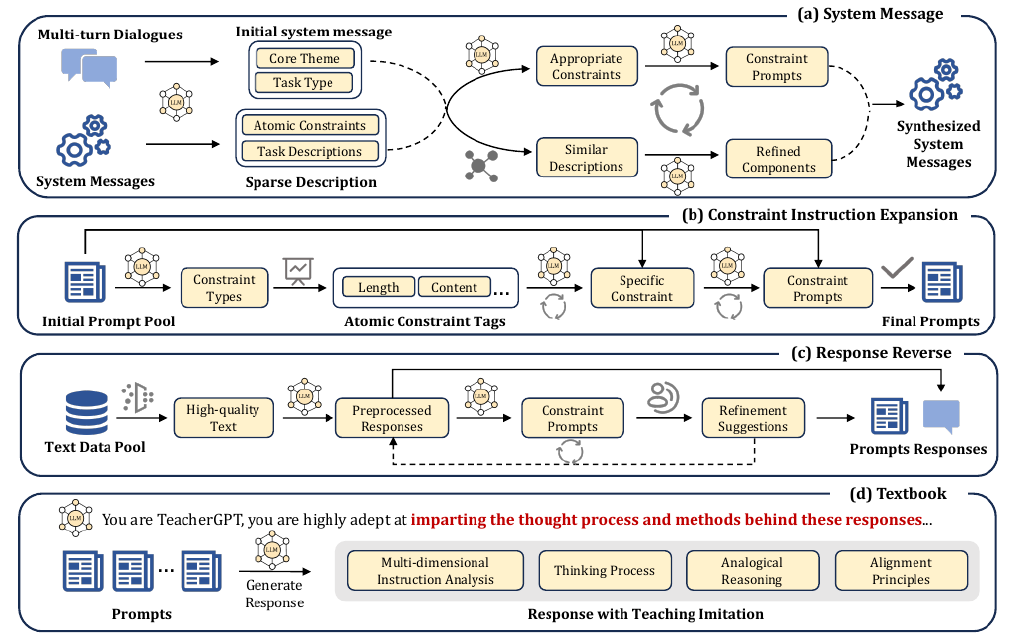 (a) System Message
Multi-turn Dialogues
Initial system message
Core Theme
Task Type
LLM
LLM
LLM
Appropriate
Constraints
Constraint
Prompts
Atomic Constraints
Task Descriptions
Similar
Descriptions
LLM
Refined
Components
Synthesized
System
Messages
System Messages
Sparse Description
(b) Constraint Instruction Expansion
LLM
Constraint
Types
Length
Content
...
LLM
Specific
Constraint
LLM
Constraint
Prompts
Initial Prompt Pool
Atomic Constraint Tags
Final Prompts
(c) Response Reverse
High-quality
Text
LLM
Preprocessed
Responses
LLM
Constraint
Prompts
Refinement
Suggestions
Text Data Pool
Prompts Responses
(d) Textbook
LLM
You are TeacherGPT, you are highly adept at imparting the thought process and methods behind these responses...
...
LLM
Generate
Response
Multi-dimensional
Instruction Analysis
Thinking Process
Analogical
Reasoning
Alignment
Principles
Prompts
Response with Teaching Imitation